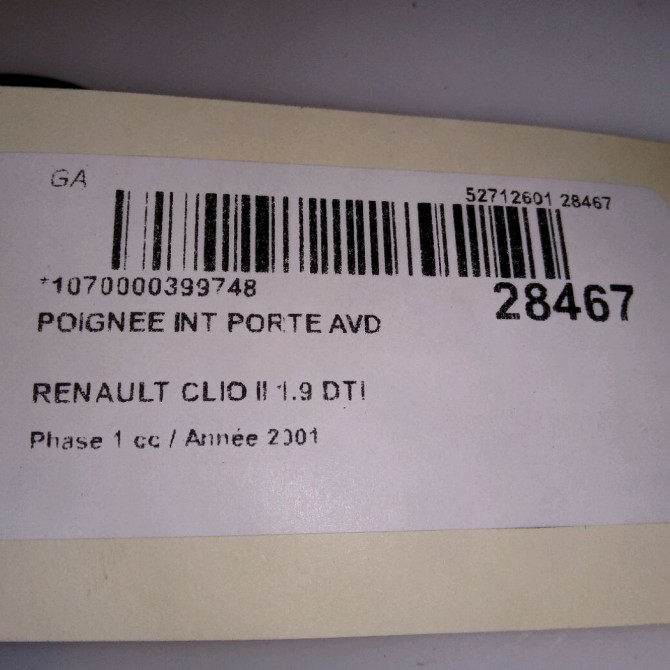 GA
52712601 28467
*1070000399748
28467
POIGNEE INT PORTE AVD
RENAULT CLIO II 1.9 DTI
Phase 1 cc / Année 2001